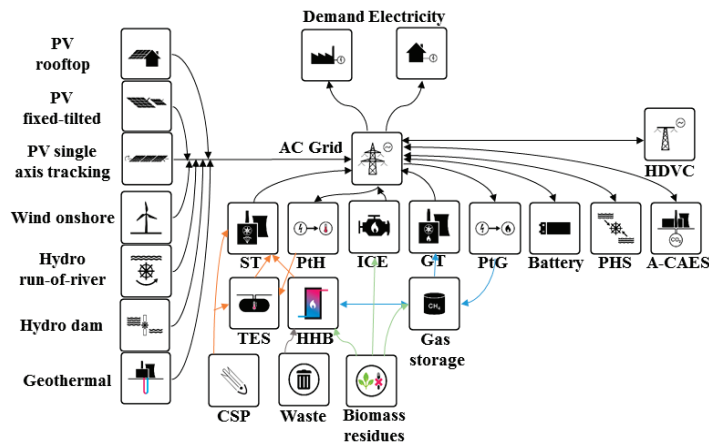 Demand Electricity
PV
rooftop
PV
fixed-tilted
PV single
axis tracking
AC Grid
HDVC
Wind onshore
ST
PtH
ICE
GT
PtG
Battery
PHS
A-CAES
CO₂
Hydro
run-of-river
Hydro dam
TES
HHB
CH₄
Gas
storage
Geothermal
CSP
Waste
Biomass
residues